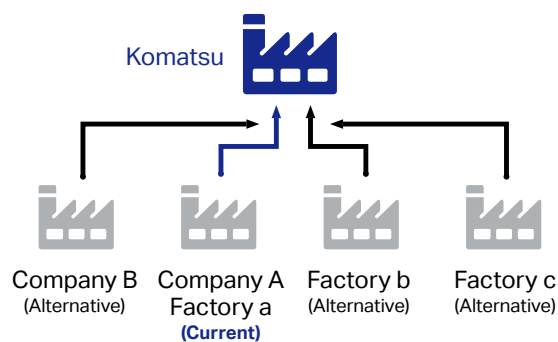 Komatsu
Company B
(Alternative)
Company A
Factory a
(Current)
Factory b
(Alternative)
Factory c
(Alternative)